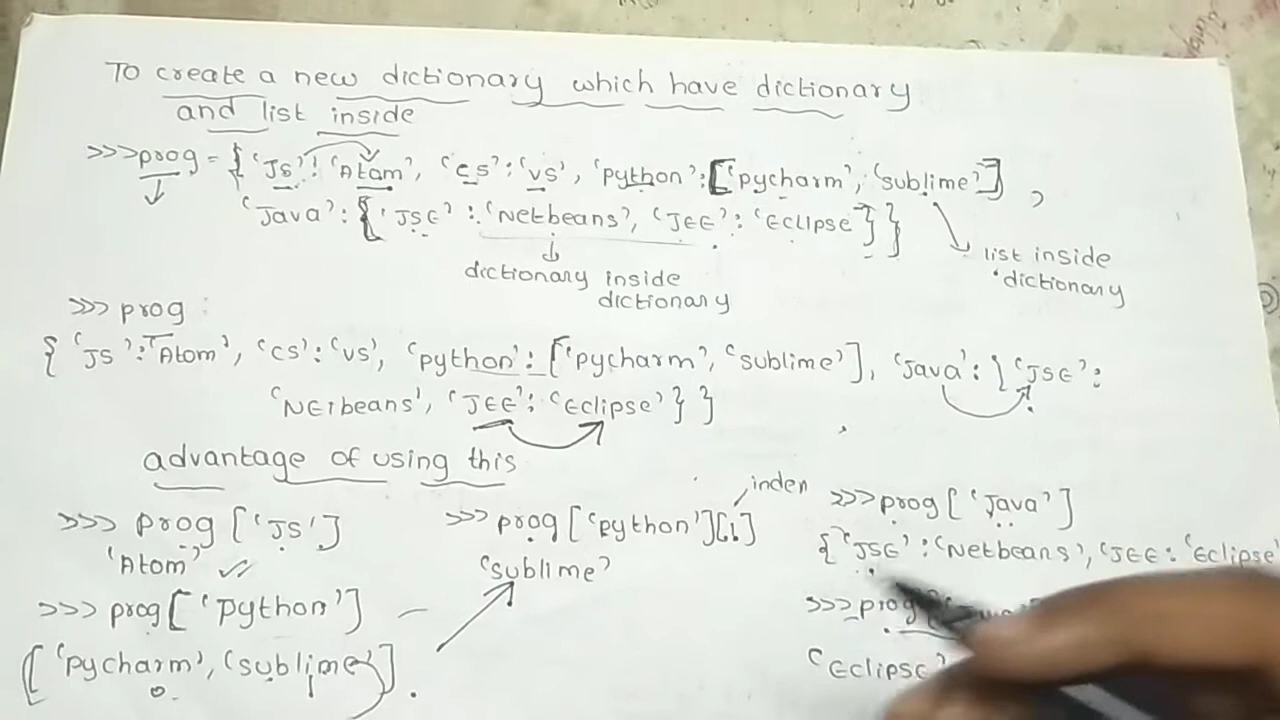 To create a new dictionary which have dictionary
and list inside
>>>prog = {'JS':'Atom', 'CS':'VS', 'python':['pycharm', 'sublime'],
'Java':{'JSE':'Netbeans', 'JEE':'Eclipse'}}
list inside
dictionary
dictionary inside
dictionary
>>> prog
{'JS':'Atom', 'CS':'VS', 'python':['pycharm', 'sublime'], 'Java':{'JSE':
'Netbeans', 'JEE':'Eclipse'}}
advantage of using this
>>> prog ['JS']
'Atom'
>>> prog['python']
['pycharm', 'sublime']
index
>>> prog['python'][1]
'sublime'
>>> prog['Java']
{'JSE':'Netbeans', 'JEE:'Eclipse'
>>> prog[
'Eclipse'